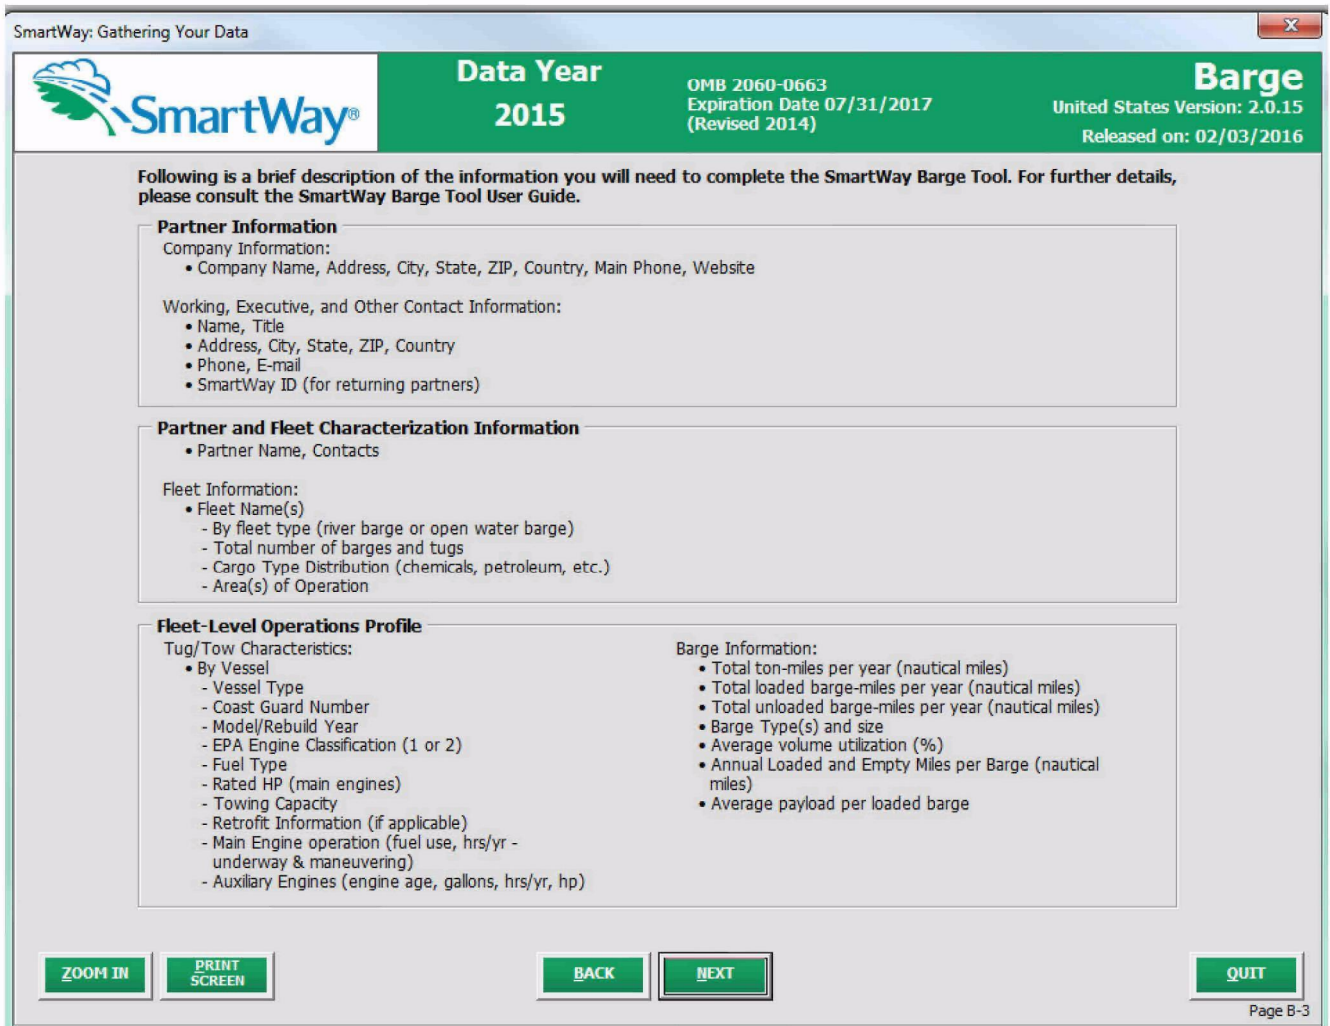 SmartWay: Gathering Your Data
x
SmartWay®
Data Year
2015
OMB 2060-0663
Expiration Date 07/31/2017
(Revised 2014)
Barge
United States Version: 2.0.15
Released on: 02/03/2016
Following is a brief description of the information you will need to complete the SmartWay Barge Tool. For further details,
please consult the SmartWay Barge Tool User Guide.
Partner Information
Company Information:
• Company Name, Address, City, State, ZIP, Country, Main Phone, Website
Working, Executive, and Other Contact Information:
• Name, Title
• Address, City, State, ZIP, Country
• Phone, E-mail
• SmartWay ID (for returning partners)
Partner and Fleet Characterization Information
• Partner Name, Contacts
Fleet Information:
• Fleet Name(s)
- By fleet type (river barge or open water barge)
- Total number of barges and tugs
- Cargo Type Distribution (chemicals, petroleum, etc.)
- Area(s) of Operation
Fleet-Level Operations Profile
Tug/Tow Characteristics:
• By Vessel
- Vessel Type
- Coast Guard Number
- Model/Rebuild Year
- EPA Engine Classification (1 or 2)
- Fuel Type
- Rated HP (main engines)
- Towing Capacity
- Retrofit Information (if applicable)
- Main Engine operation (fuel use, hrs/yr -
underway & maneuvering)
- Auxiliary Engines (engine age, gallons, hrs/yr, hp)
Barge Information:
• Total ton-miles per year (nautical miles)
• Total loaded barge-miles per year (nautical miles)
• Total unloaded barge-miles per year (nautical miles)
• Barge Type(s) and size
• Average volume utilization (%)
• Annual Loaded and Empty Miles per Barge (nautical
miles)
• Average payload per loaded barge
ZOOM IN
PRINT
SCREEN
BACK
NEXT
QUIT
Page B-3